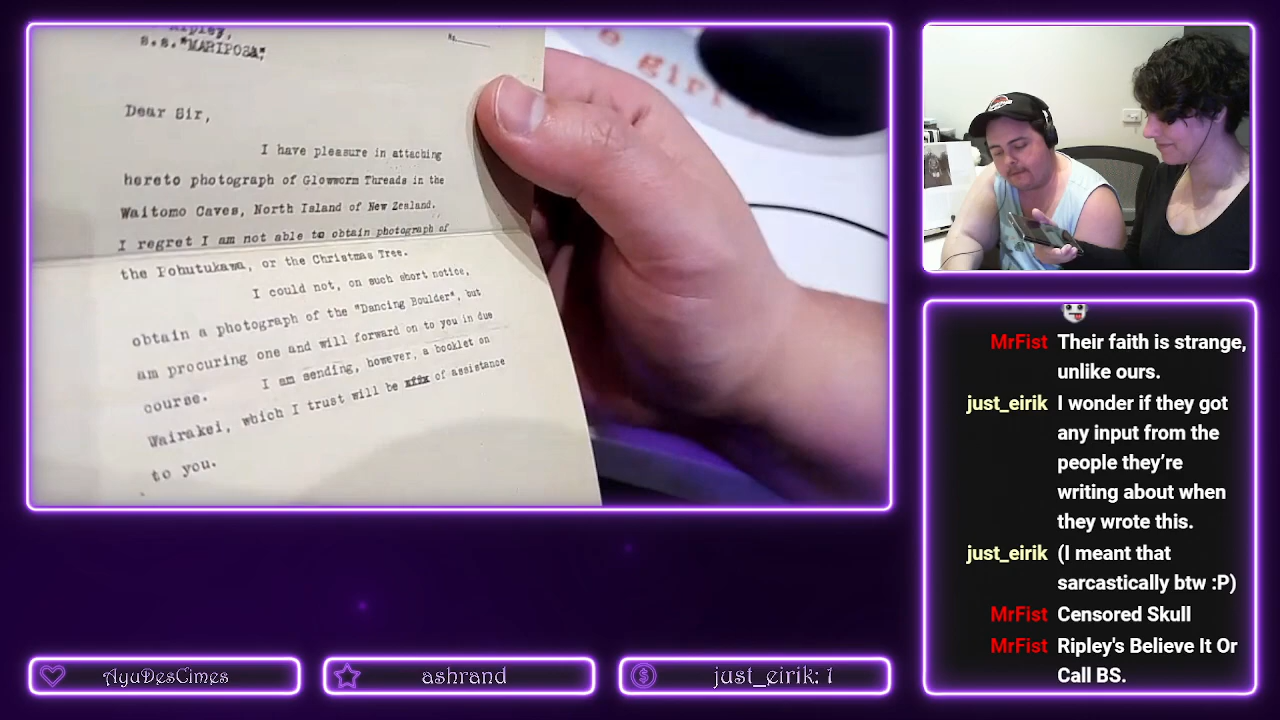 Ripley,
s.s."MARIPOSA",
Dear Sir,
I have pleasure in attaching
hereto photograph of Glowworm Threads in the
Waitomo Caves, North Island of New Zealand.
I regret I am not able to obtain photograph of
the Pohutukawa, or the Christmas Tree.
I could not, on such short notice,
obtain a photograph of the "Dancing Boulder", but
am procuring one and will forward on to you in due
course.
I am sending, however, a booklet on
Wairakei, which I trust will be of assistance
to you.
girl
MrFist Their faith is strange,
unlike ours.
just_eirik I wonder if they got
any input from the
people they’re
writing about when
they wrote this.
just_eirik (I meant that
sarcastically btw :P)
MrFist Censored Skull
MrFist Ripley's Believe It Or
Call BS.
AyuDesCimes
ashrand
just_eirik: 1